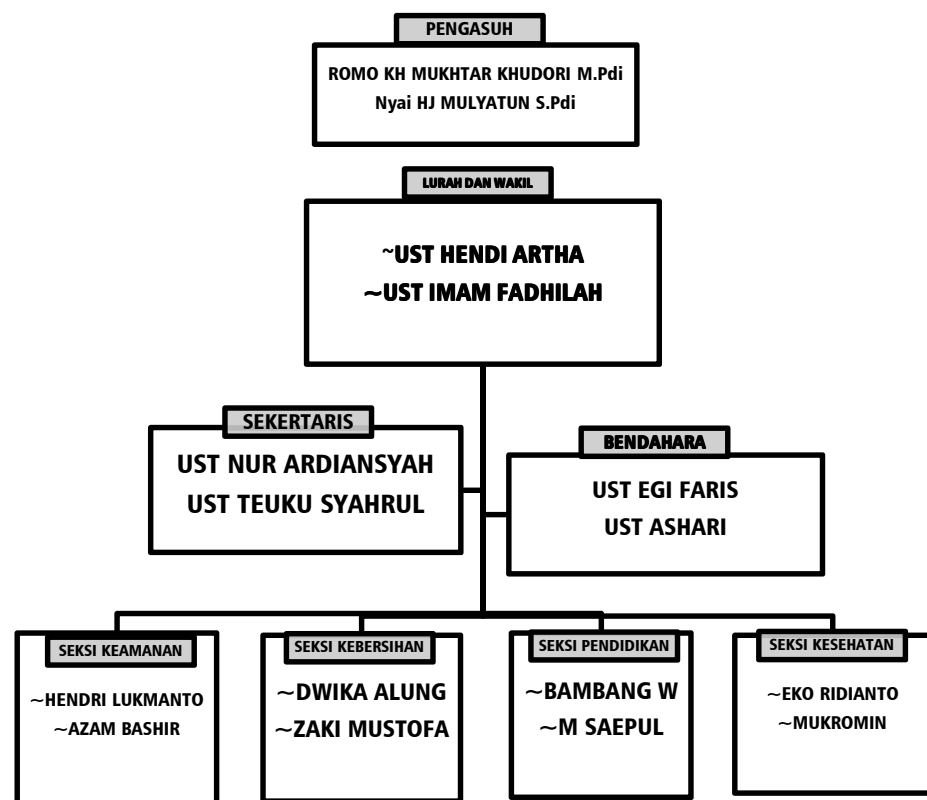 PENGASUH
ROMO KH MUKHTAR KHUDORI M.Pdi
Nyai HJ MULYATUN S.Pdi
LURAH DAN WAKIL
~UST HENDI ARTHA
~UST IMAM FADHILAH
SEKERTARIS
UST NUR ARDIANSYAH
UST TEUKU SYAHRUL
BENDAHARA
UST EGI FARIS
UST ASHARI
SEKSI KEAMANAN
~HENDRI LUKMANTO
~AZAM BASHIR
SEKSI KEBERSIHAN
~DWIKA ALUNG
~ZAKI MUSTOFA
SEKSI PENDIDIKAN
~BAMBANG W
~M SAEPUL
SEKSI KESEHATAN
~EKO RIDIANTO
~MUKROMIN